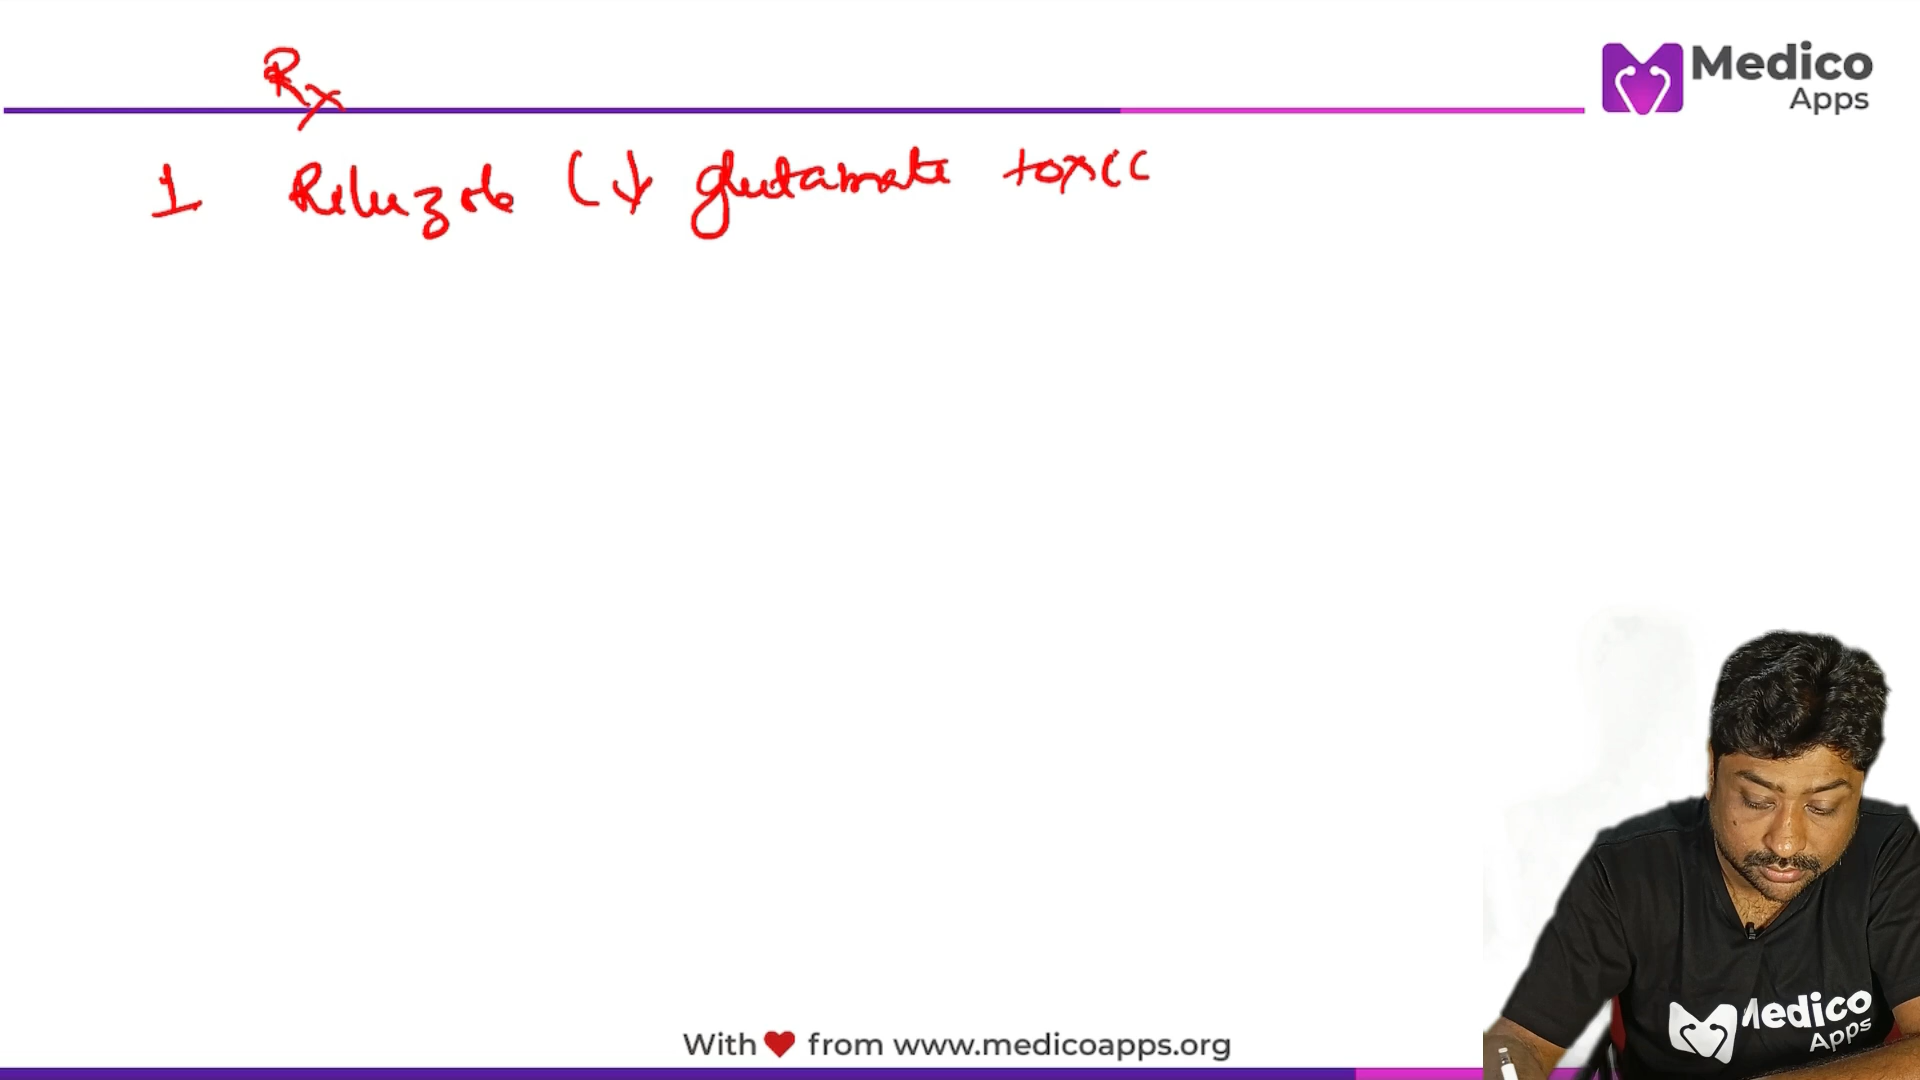 Rx
Medico
Apps
1 Riluzole (↓ glutamate toxic
Medico
Apps
With ❤ from www.medicoapps.org